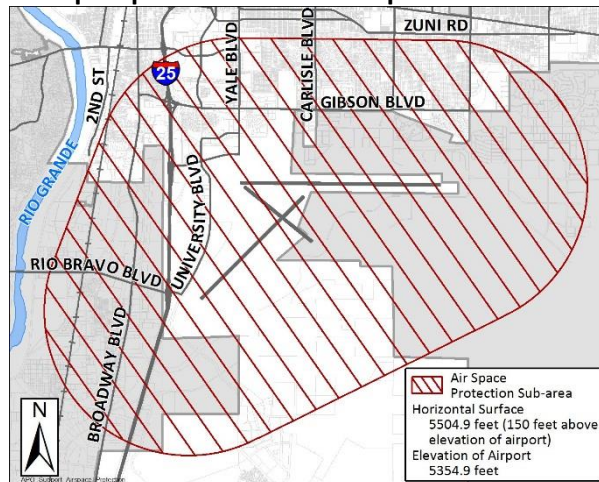 ZUNI RD
25
2ND ST
YALE BLVD
CARLISLE BLVD
GIBSON BLVD
RIO GRANDE
UNIVERSITY BLVD
RIO BRAVO BLVD
BROADWAY BLVD
N
Air Space
Protection Sub-area
Horizontal Surface
5504.9 feet (150 feet above
elevation of airport)
Elevation of Airport
5354.9 feet